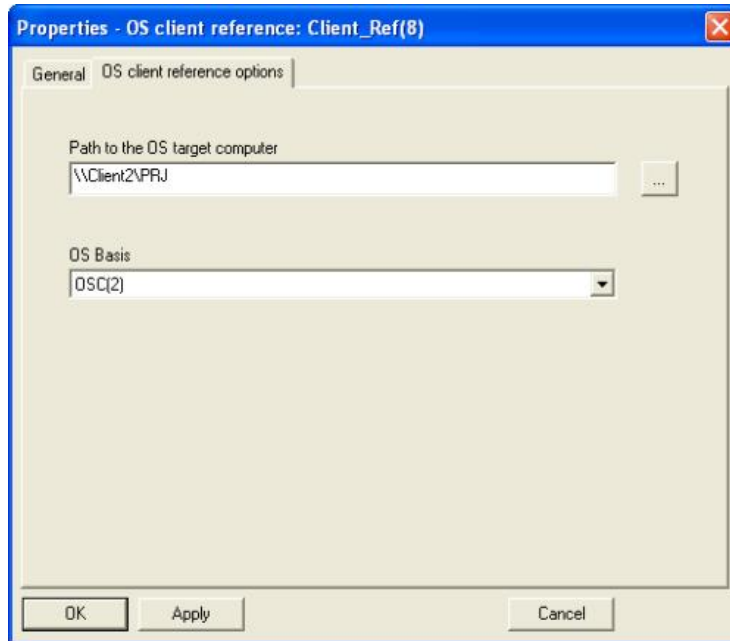 Properties - OS client reference: Client_Ref(8)
General OS client reference options
Path to the OS target computer
\\Client2\PRJ
...
OS Basis
OSC(2)
OK Apply Cancel